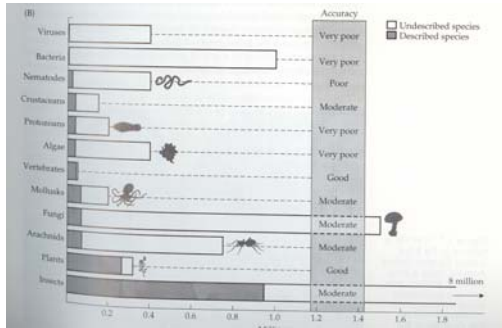 (B)
Accuracy
Undescribed species
Described species
Viruses Very poor
Bacteria Very poor
Nematodes Poor
Crustaceans Moderate
Protozoans Very poor
Algae Very poor
Vertebrates Good
Mollusks Moderate
Fungi Moderate
Arachnids Moderate
Plants Good
8 million
Insects Moderate
0.2 0.4 0.6 0.8 1.0 1.2 1.4 1.6 1.8